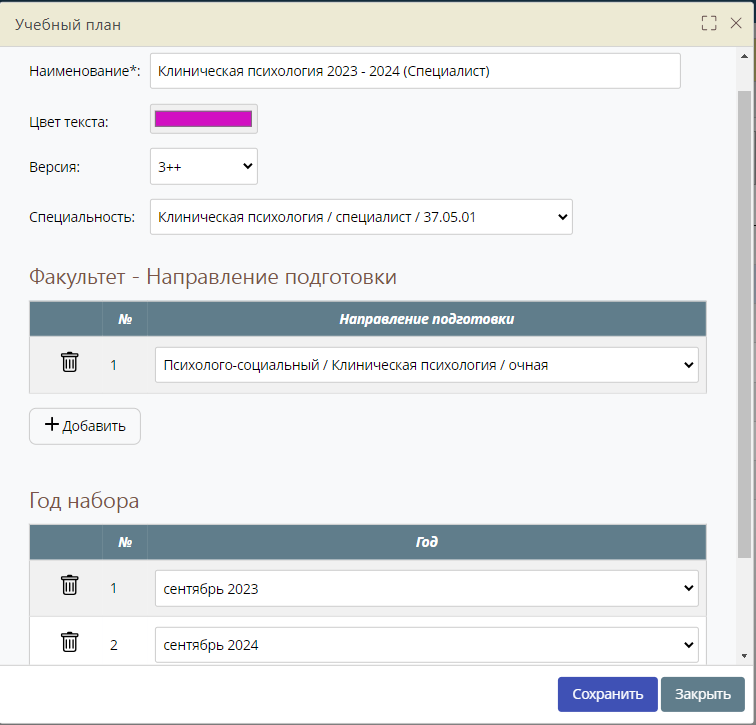 Учебный план
Наименование*: Клиническая психология 2023 - 2024 (Специалист)
Цвет текста:
Версия: 3++
Специальность: Клиническая психология / специалист / 37.05.01
Факультет - Направление подготовки
№ Направление подготовки
1 Психолого-социальный / Клиническая психология / очная
Добавить
Год набора
№ Год
1 сентябрь 2023
2 сентябрь 2024
Сохранить Закрыть